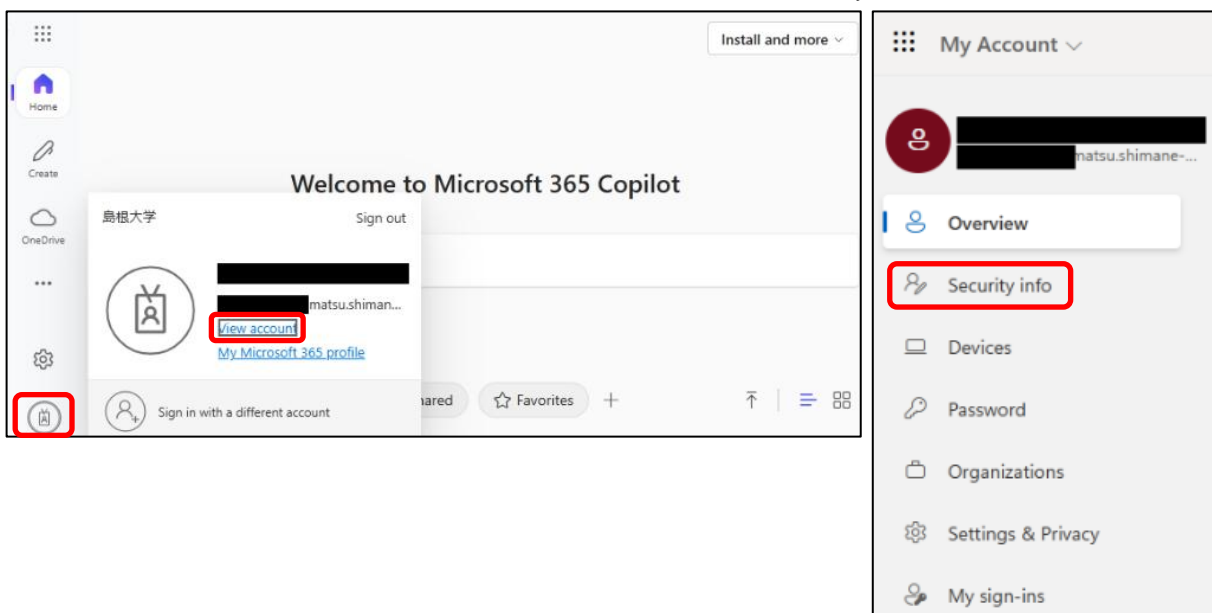 Install and more
Home
Create
Welcome to Microsoft 365 Copilot
OneDrive
島根大学
Sign out
matsu.shiman...
View account
My Microsoft 365 profile
Sign in with a different account
ared
Favorites
My Account
matsu.shimane-...
Overview
Security info
Devices
Password
Organizations
Settings & Privacy
My sign-ins